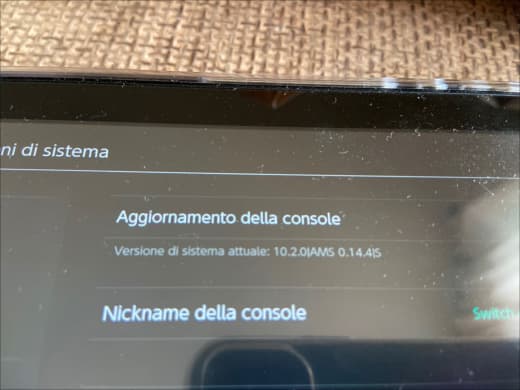 ni di sistema
Aggiornamento della console
Versione di sistema attuale: 10.2.0|AMS 0.14.4|S
Nickname della console
Switch